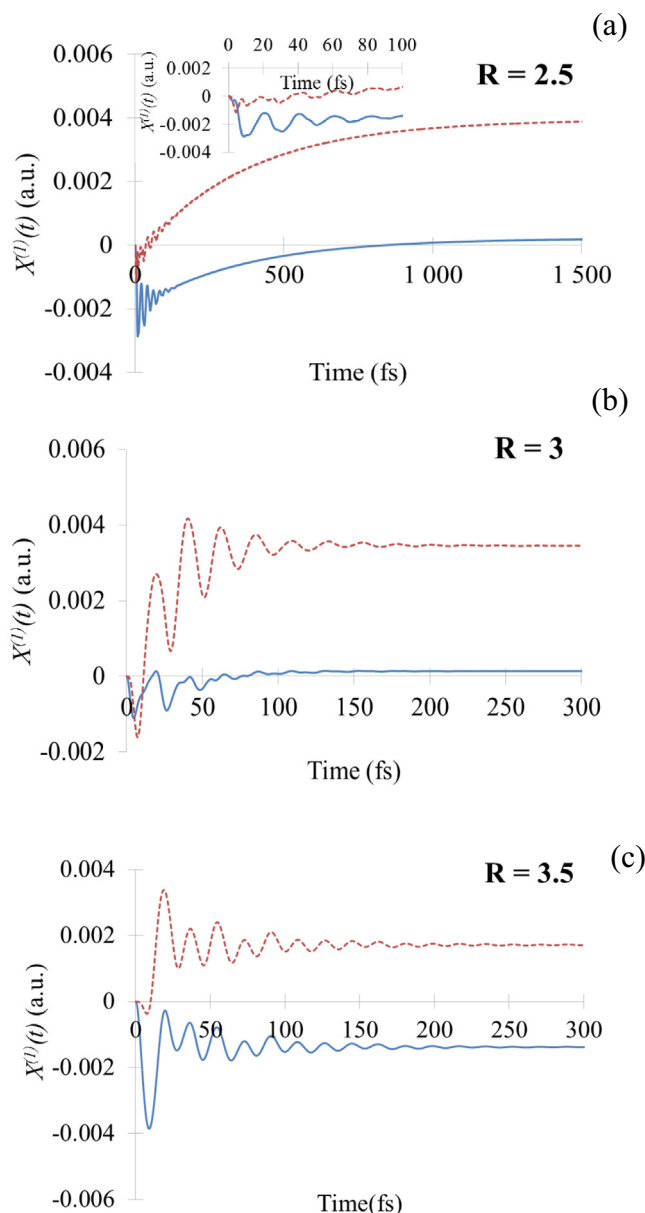 (a)
R = 2.5
0 20 40 60 80 100
Time (fs)
0.002
0
-0.002
-0.004
X(1)(t) (a.u.)
0.006
0.004
0.002
0
-0.002
-0.004
X(1)(t) (a.u.)
0 500 1 000 1 500
Time (fs)
(b)
R = 3
0.006
0.004
0.002
0
-0.002
X(1)(t) (a.u.)
0 50 100 150 200 250 300
Time (fs)
(c)
R = 3.5
0.004
0.002
0
-0.002
-0.004
-0.006
X(1)(t) (a.u.)
0 50 100 150 200 250 300
Time(fs)